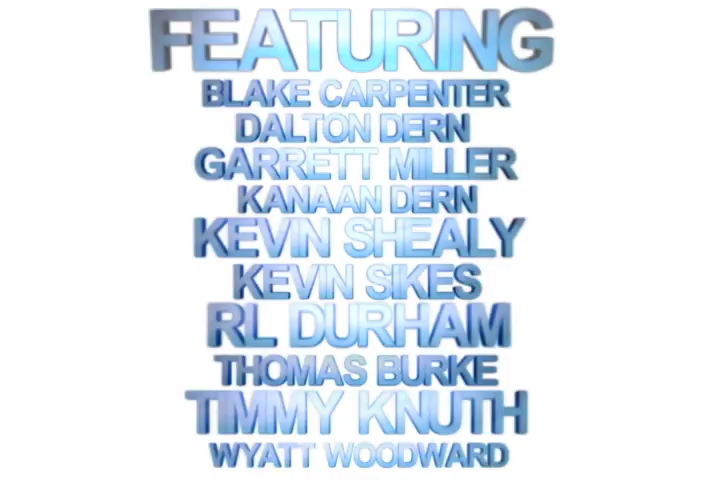 FEATURING
BLAKE CARPENTER
DALTON DERN
GARRETT MILLER
KANAAN DERN
KEVIN SHEALY
KEVIN SIKES
RL DURHAM
THOMAS BURKE
TIMMY KNUTH
WYATT WOODWARD